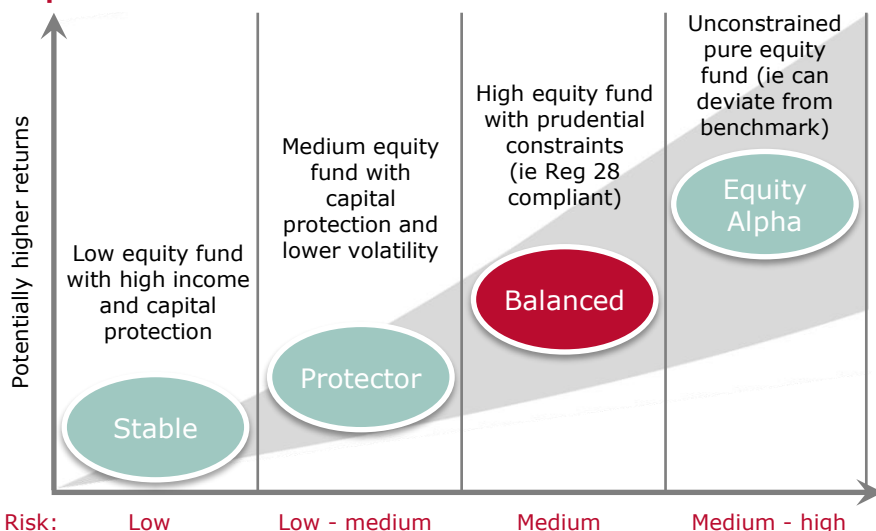 Potentially higher returns
Low equity fund
with high income
and capital
protection
Stable
Medium equity
fund with
capital
protection and
lower volatility
Protector
High equity fund
with prudential
constraints
(ie Reg 28
compliant)
Balanced
Unconstrained
pure equity
fund (ie can
deviate from
benchmark)
Equity
Alpha
Risk: Low Low - medium Medium Medium - high